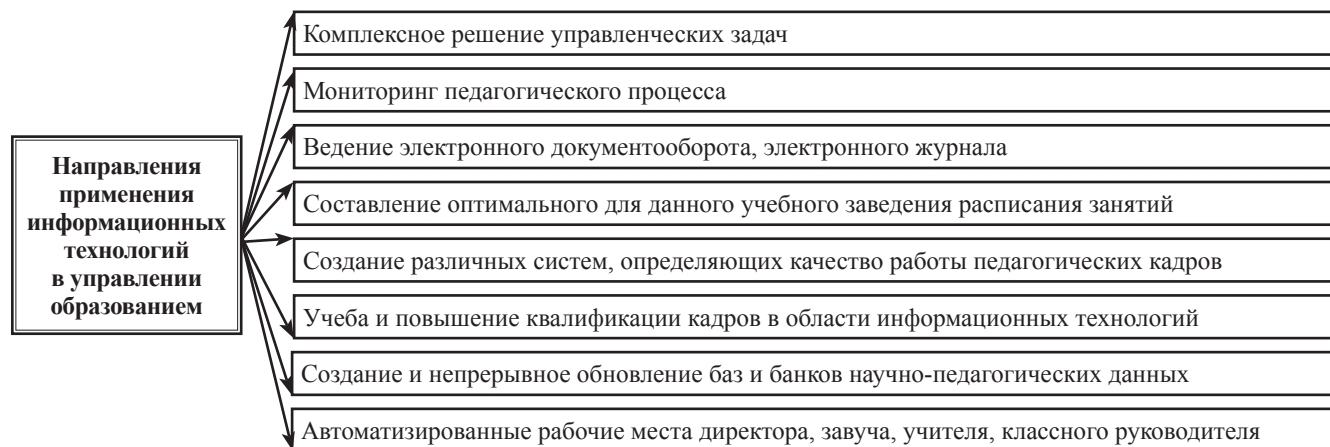 Направления
применения
информационных
технологий
в управлении
образованием
Комплексное решение управленческих задач
Мониторинг педагогического процесса
Ведение электронного документооборота, электронного журнала
Составление оптимального для данного учебного заведения расписания занятий
Создание различных систем, определяющих качество работы педагогических кадров
Учеба и повышение квалификации кадров в области информационных технологий
Создание и непрерывное обновление баз и банков научно-педагогических данных
Автоматизированные рабочие места директора, завуча, учителя, классного руководителя